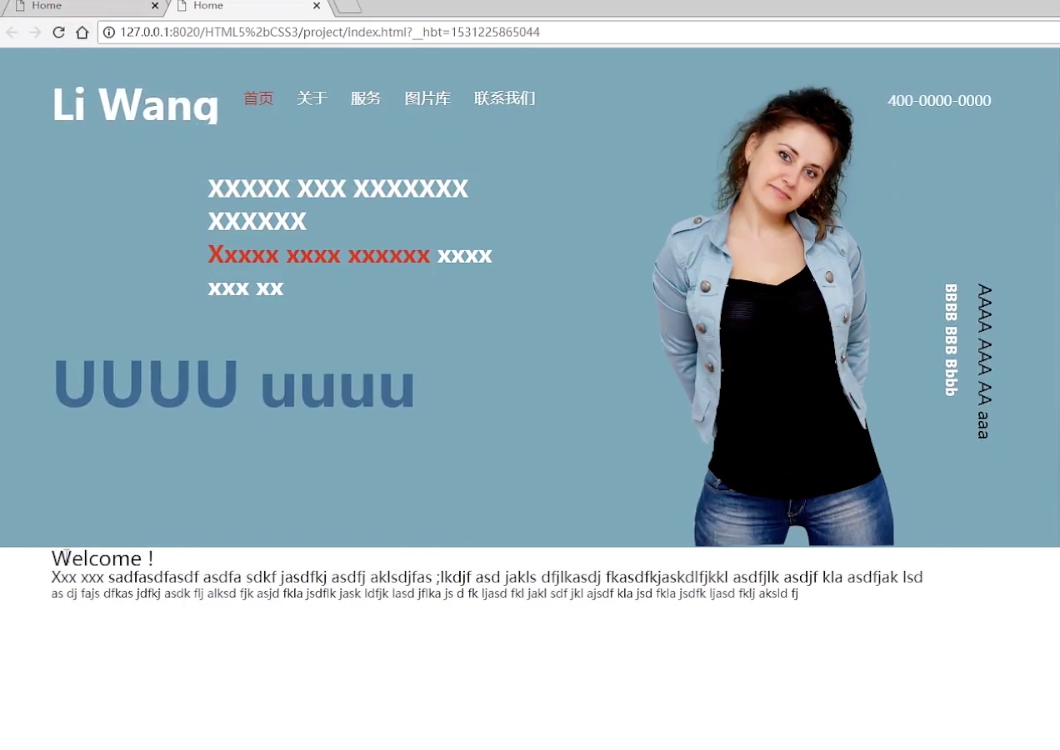 Home
Home
127.0.0.1:8020/HTML5%2bCSS3/project/index.html?__hbt=1531225865044
Li Wang
首页 关于 服务 图片库 联系我们
400-0000-0000
XXXXX XXX XXXXXXX
XXXXXX
Xxxxx xxxx xxxxxx xxxx
xxx xx
UUUU uuuu
AAAA AAA AA aaa
BBBB BBB Bbbb
Welcome !
Xxx xxx sadfasdfasdf asdfa sdkf jasdfkj asdfj aklsdjfas ;lkdjf asd jakls dfjlkasdj fkasdfkjaskdlfjkkl asdfjlk asdjf kla asdfjak lsd
as dj fajs dfkas jdfkj asdk flj alksd fjk asjd fkla jsdflk jask ldfjk lasd jflka js d fk ljasd fkl jakl sdf jkl ajsdf kla jsd fkla jsdfk ljasd fklj aksld fj